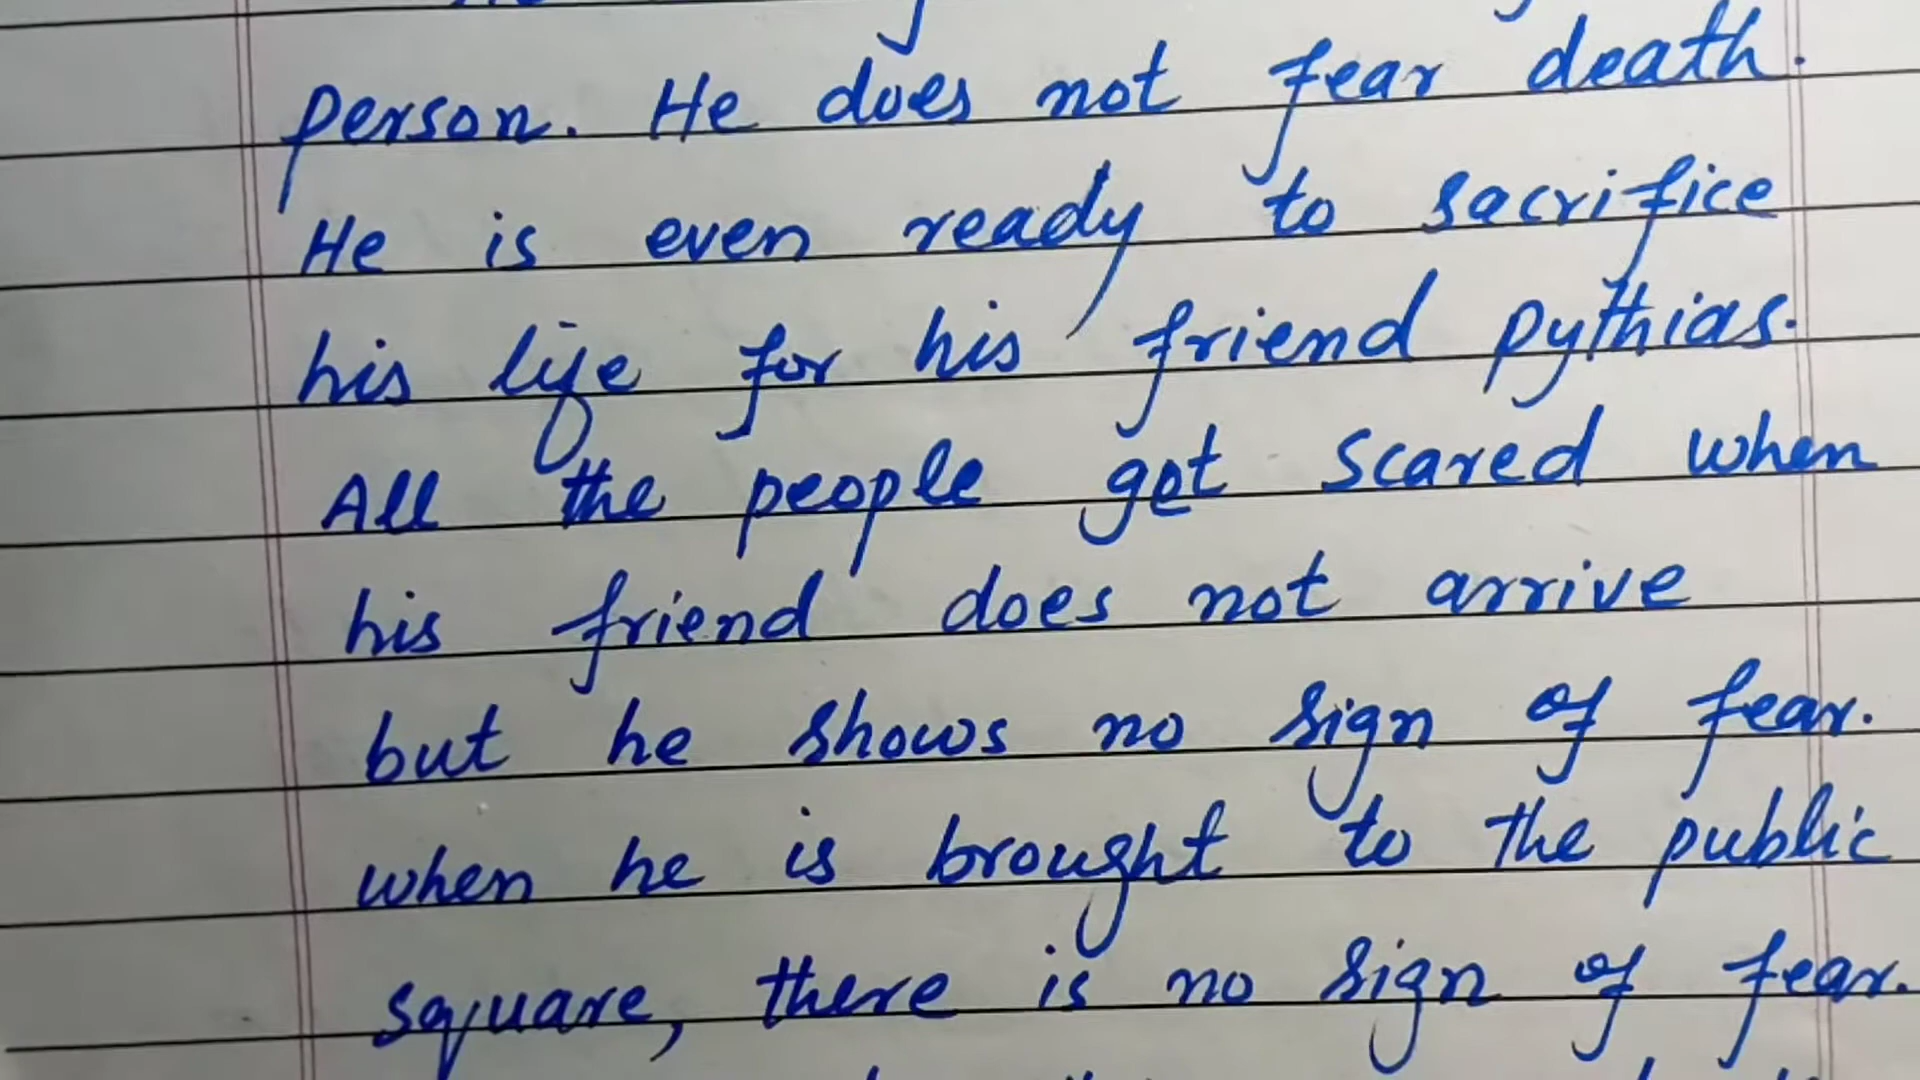 person. He does not fear death.
He is even ready to sacrifice
his life for his friend pythias.
All the people get scared when
his friend does not arrive
but he shows no sign of fear.
when he is brought to the public
square, there is no sign of fear.